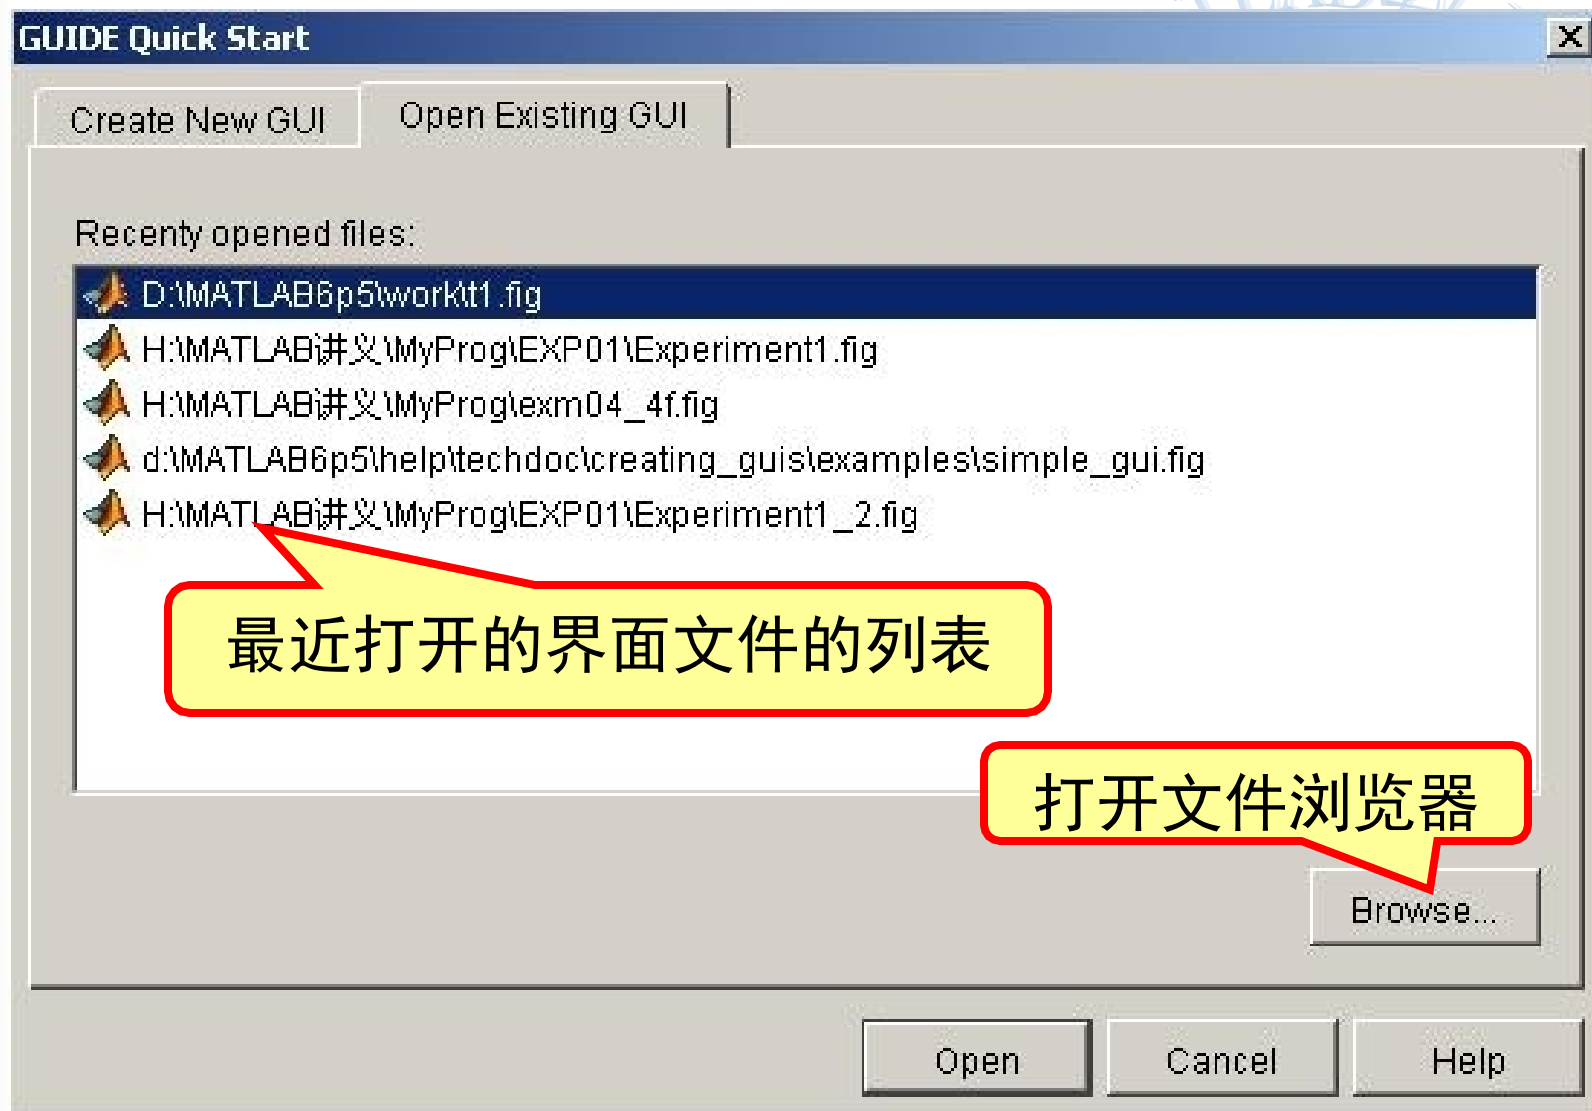 GUIDE Quick Start
Create New GUI
Open Existing GUI
Recenty opened files:
D:\MATLAB6p5\work\t1.fig
H:\MATLAB讲义\MyProg\EXP01\Experiment1.fig
H:\MATLAB讲义\MyProg\exm04_4f.fig
d:\MATLAB6p5\help\techdoc\creating_guis\examples\simple_gui.fig
H:\MATLAB讲义\MyProg\EXP01\Experiment1_2.fig
最近打开的界面文件的列表
打开文件浏览器
Browse...
Open
Cancel
Help